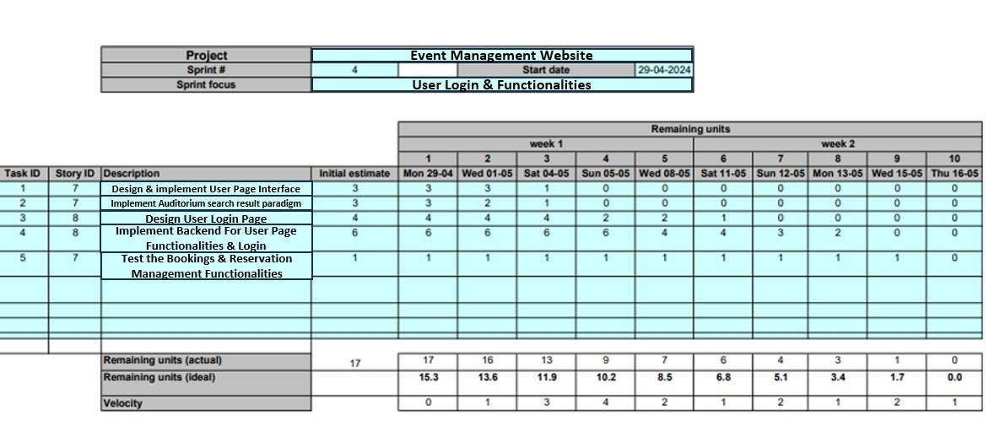 Project Event Management Website
Sprint # 4 Start date 29-04-2024
Sprint focus User Login & Functionalities
Remaining units
week 1 week 2
1 2 3 4 5 6 7 8 9 10
Task ID Story ID Description Initial estimate Mon 29-04 Wed 01-05 Sat 04-05 Sun 05-05 Wed 08-05 Sat 11-05 Sun 12-05 Mon 13-05 Wed 15-05 Thu 16-05
1 7 Design & implement User Page Interface 3 3 3 1 0 0 0 0 0 0 0
2 7 Implement Auditorium search result paradigm 3 3 2 1 0 0 0 0 0 0 0
3 8 Design User Login Page 4 4 4 4 2 2 1 0 0 0 0
4 8 Implement Backend For User Page 6 6 6 6 6 4 4 3 2 0 0
Functionalities & Login
5 7 Test the Bookings & Reservation 1 1 1 1 1 1 1 1 1 1 0
Management Functionalities
Remaining units (actual) 17 17 16 13 9 7 6 4 3 1 0
Remaining units (ideal) 15.3 13.6 11.9 10.2 8.5 6.8 5.1 3.4 1.7 0.0
Velocity 0 1 3 4 2 1 2 1 2 1